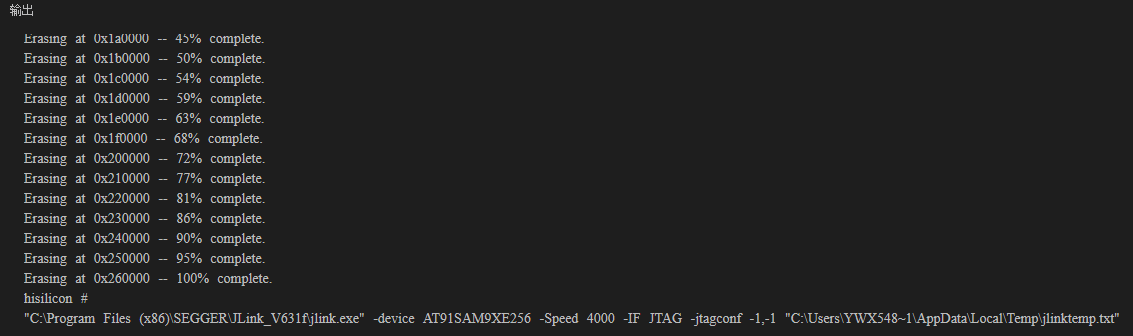 输出
Erasing at 0x1a0000 -- 45% complete.
Erasing at 0x1b0000 -- 50% complete.
Erasing at 0x1c0000 -- 54% complete.
Erasing at 0x1d0000 -- 59% complete.
Erasing at 0x1e0000 -- 63% complete.
Erasing at 0x1f0000 -- 68% complete.
Erasing at 0x200000 -- 72% complete.
Erasing at 0x210000 -- 77% complete.
Erasing at 0x220000 -- 81% complete.
Erasing at 0x230000 -- 86% complete.
Erasing at 0x240000 -- 90% complete.
Erasing at 0x250000 -- 95% complete.
Erasing at 0x260000 -- 100% complete.
hisilicon #
"C:\Program Files (x86)\SEGGER\JLink_V631f\jlink.exe" -device AT91SAM9XE256 -Speed 4000 -IF JTAG -jtagconf -1,-1 "C:\Users\YWX548~1\AppData\Local\Temp\jlinktemp.txt"